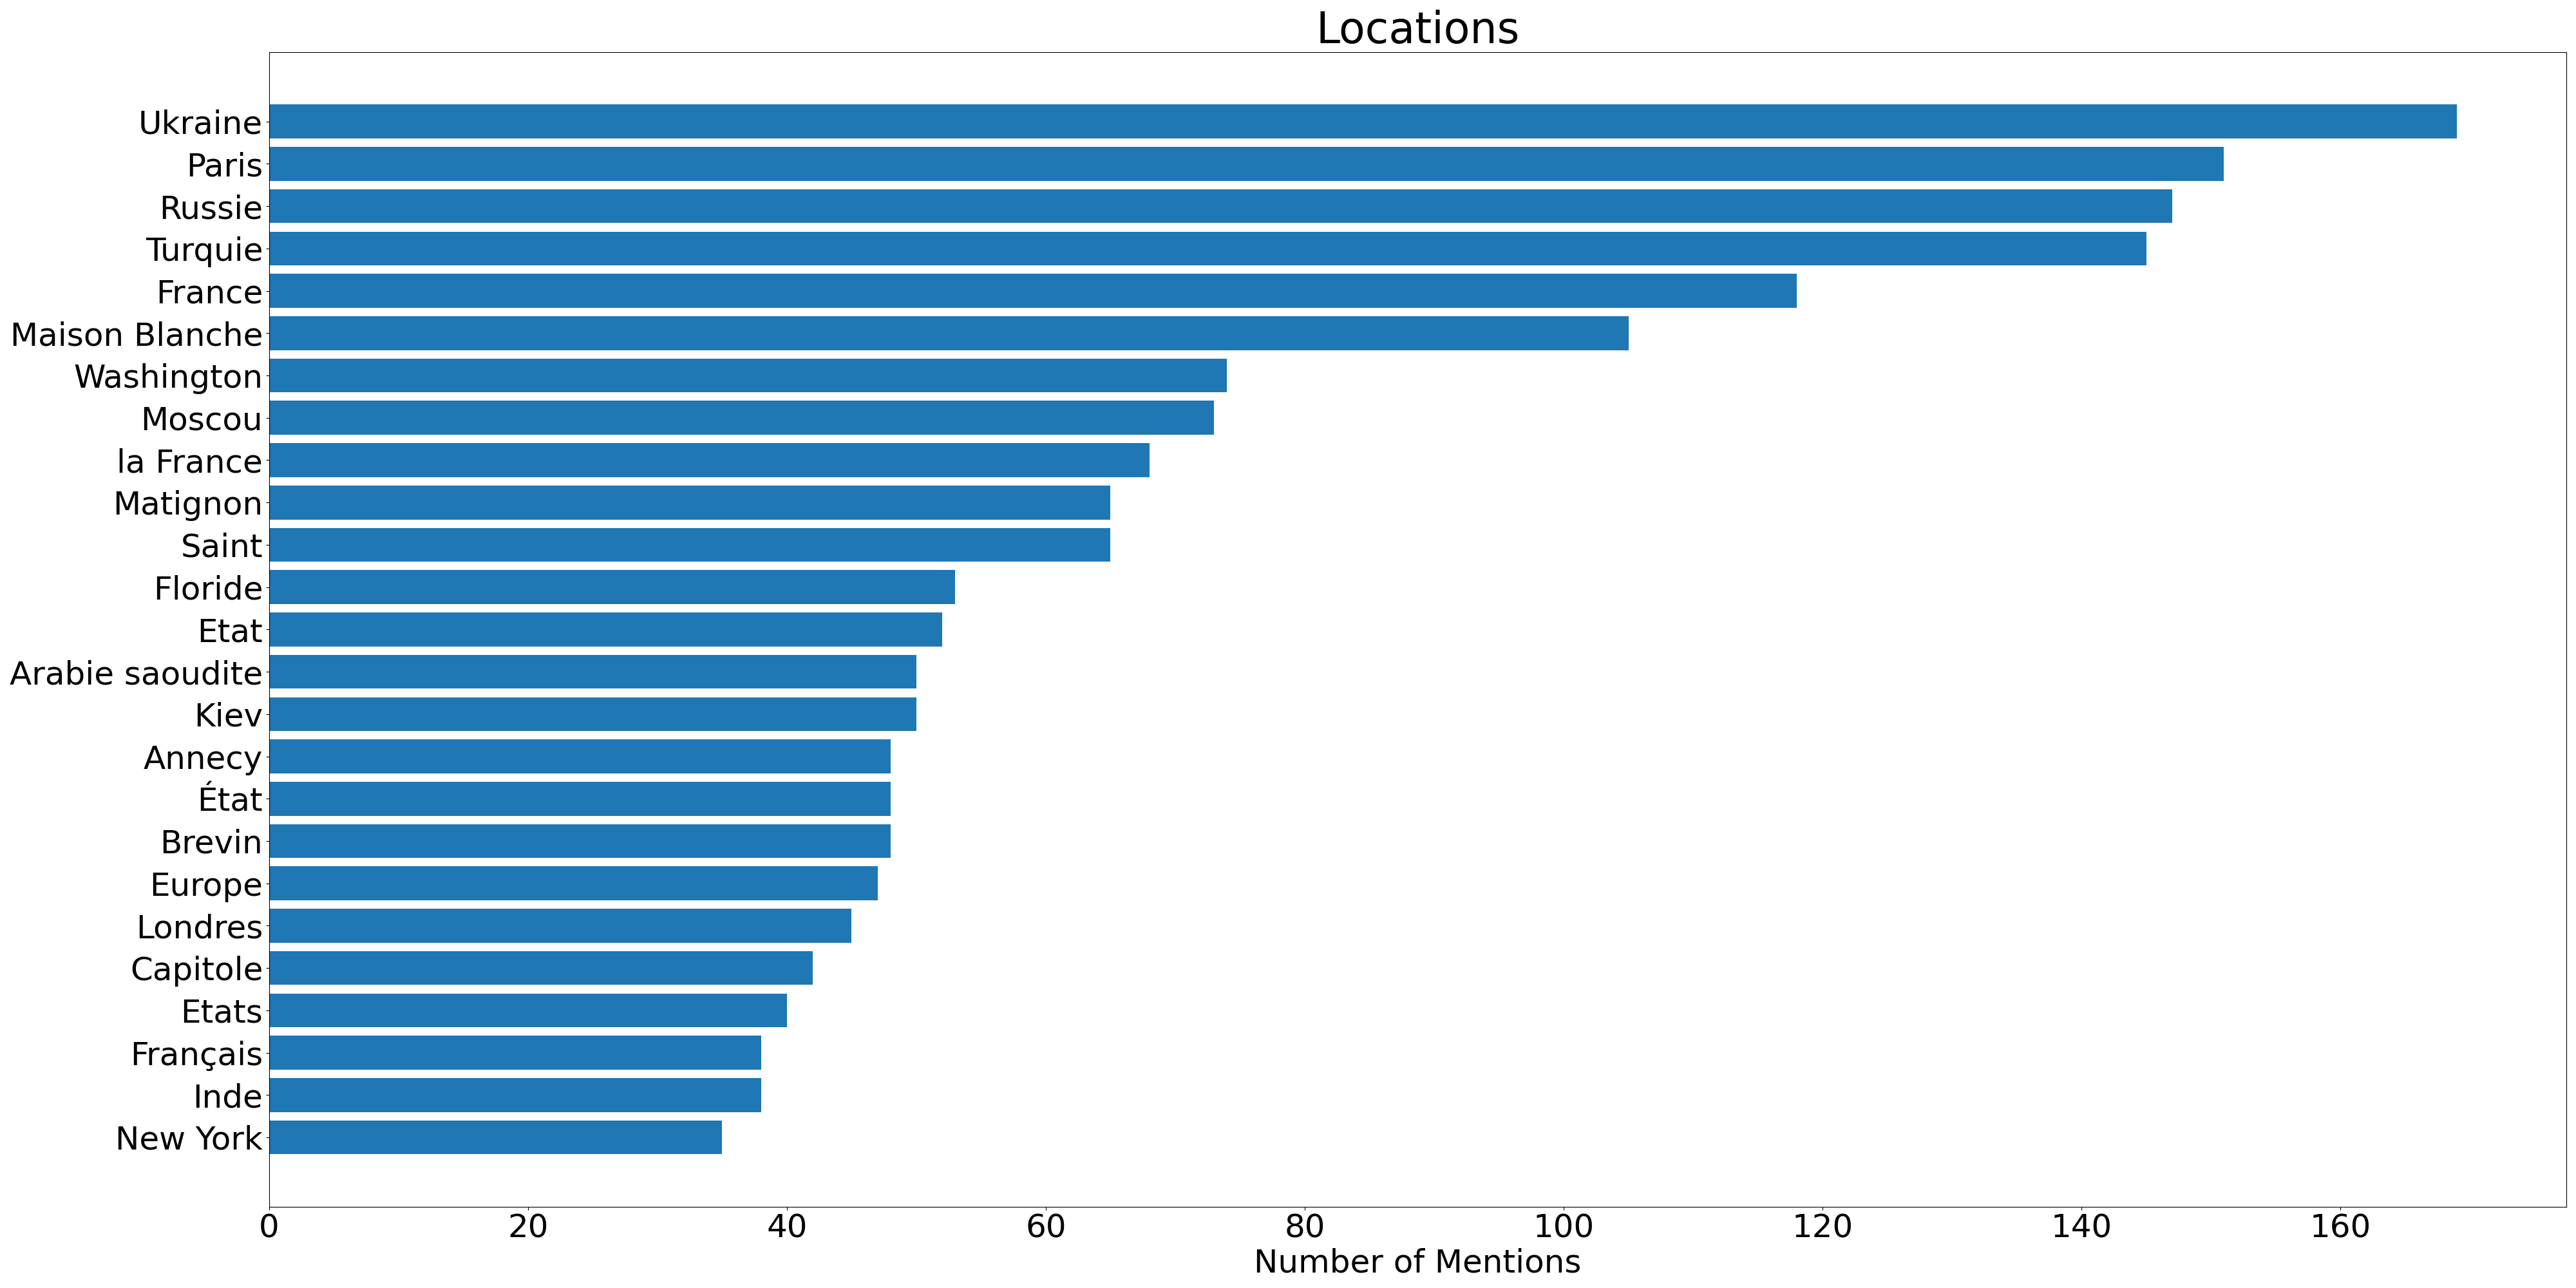 Locations
Ukraine
Paris
Russie
Turquie
France
Maison Blanche
Washington
Moscou
la France
Matignon
Saint
Floride
Etat
Arabie saoudite
Kiev
Annecy
État
Brevin
Europe
Londres
Capitole
Etats
Français
Inde
New York
0 20 40 60 80 100 120 140 160
Number of Mentions